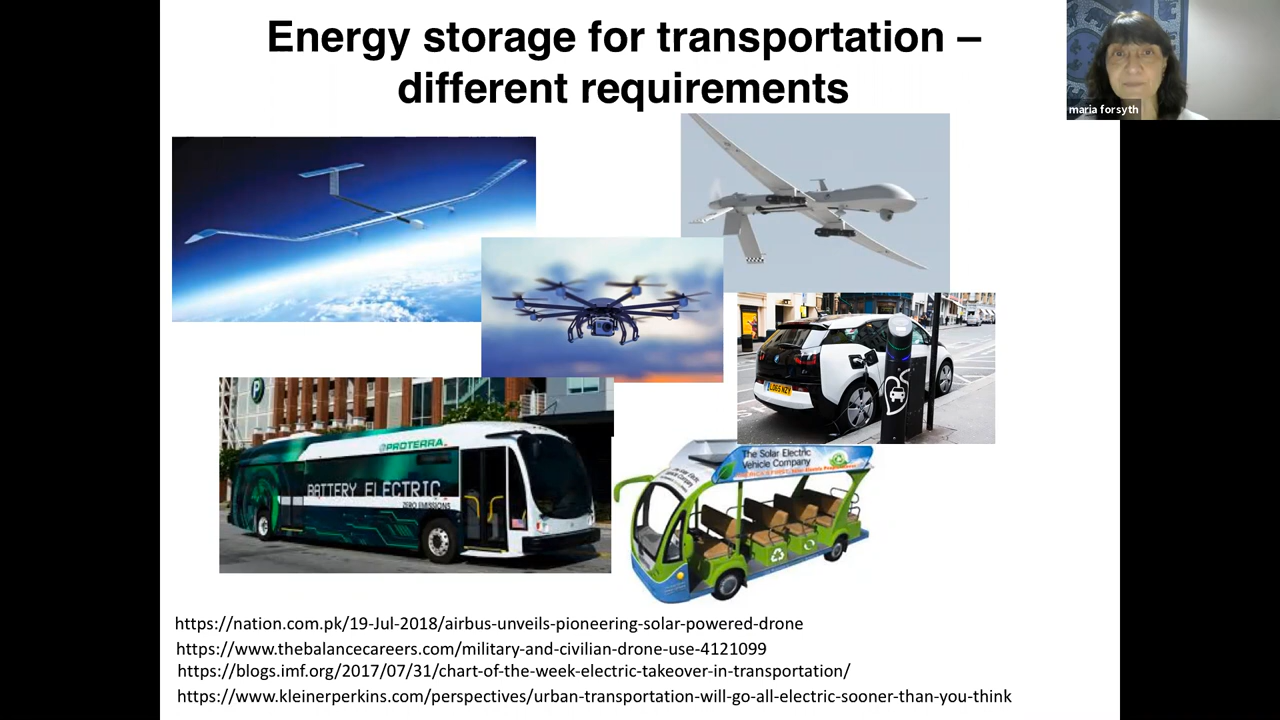 Energy storage for transportation –
different requirements
maria forsyth
LO65 NZY
PROTERRA
BATTERY ELECTRIC
ZERO EMISSIONS
The Solar Electric
Vehicle Company
https://nation.com.pk/19-Jul-2018/airbus-unveils-pioneering-solar-powered-drone
https://www.thebalancecareers.com/military-and-civilian-drone-use-4121099
https://blogs.imf.org/2017/07/31/chart-of-the-week-electric-takeover-in-transportation/
https://www.kleinerperkins.com/perspectives/urban-transportation-will-go-all-electric-sooner-than-you-think